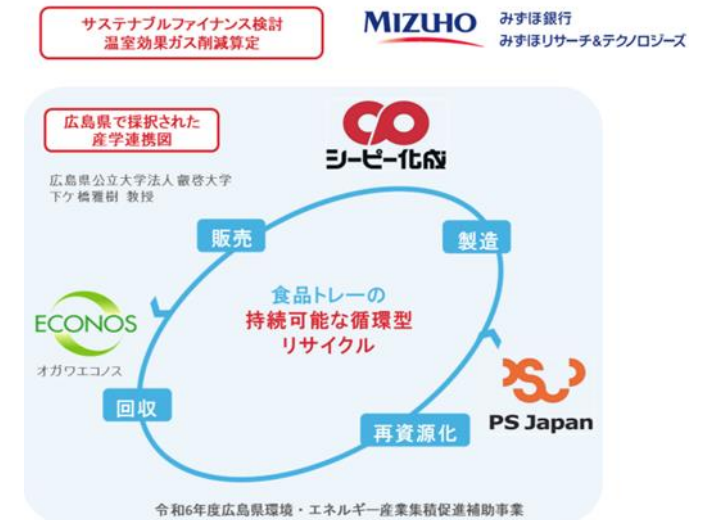 サステナブルファイナンス検討
温室効果ガス削減算定
MIZUHO
みずほ銀行
みずほリサーチ&テクノロジーズ
広島県で採択された
産学連携図
シーピー化成
広島県公立大学法人 叡啓大学
下ケ橋雅樹 教授
販売
製造
食品トレーの
持続可能な循環型
リサイクル
ECONOS
オガワエコノス
PS Japan
回収
再資源化
令和6年度広島県環境・エネルギー産業集積促進補助事業